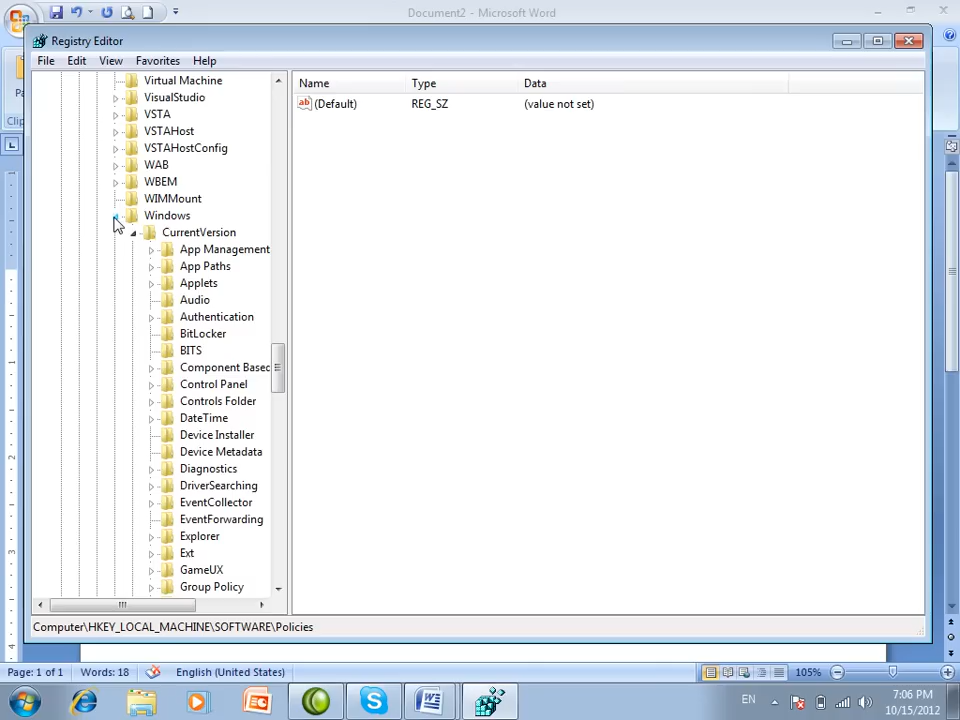 Document2 - Microsoft Word
Registry Editor
File Edit View Favorites Help
Virtual Machine
VisualStudio
VSTA
VSTAHost
VSTAHostConfig
WAB
WBEM
WIMMount
Windows
CurrentVersion
App Management
App Paths
Applets
Audio
Authentication
BitLocker
BITS
Component Based
Control Panel
Controls Folder
DateTime
Device Installer
Device Metadata
Diagnostics
DriverSearching
EventCollector
EventForwarding
Explorer
Ext
GameUX
Group Policy
Name Type Data
ab (Default) REG_SZ (value not set)
Pa
Clip
Computer\HKEY_LOCAL_MACHINE\SOFTWARE\Policies
Page: 1 of 1 Words: 18 English (United States) 105%
EN 7:06 PM
10/15/2012